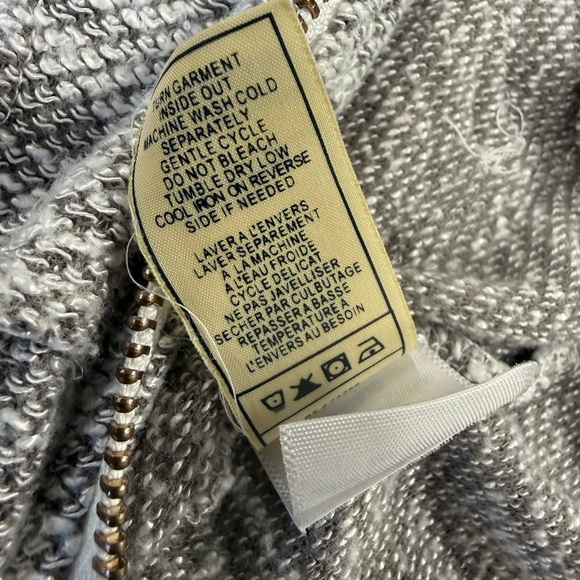 TURN GARMENT
INSIDE OUT
MACHINE WASH COLD
SEPARATELY
GENTLE CYCLE
DO NOT BLEACH
TUMBLE DRY LOW
COOL IRON ON REVERSE
SIDE IF NEEDED
LAVER A L'ENVERS
LAVER SEPAREMENT
A LA MACHINE
A L'EAU FROIDE
CYCLE DELICAT
NE PAS JAVELLISER
SECHER PAR CULBUTAGE
REPASSER A BASSE
TEMPERATURE A
L'ENVERS AU BESOIN